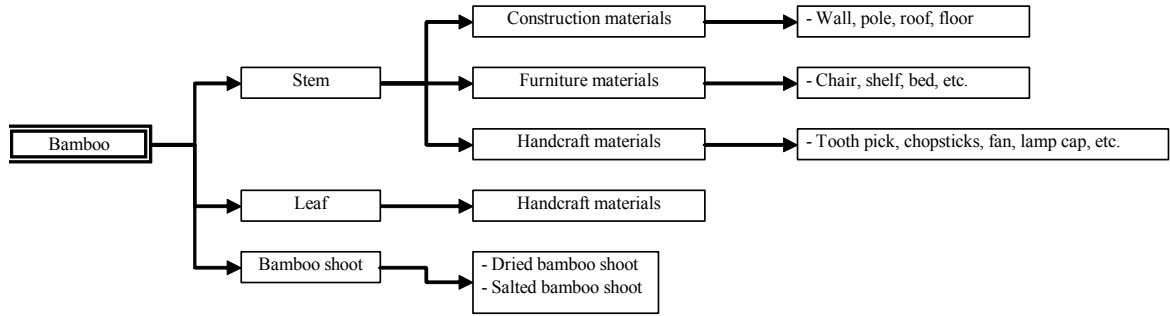 Construction materials
- Wall, pole, roof, floor
Stem
Furniture materials
- Chair, shelf, bed, etc.
Bamboo
Handcraft materials
- Tooth pick, chopsticks, fan, lamp cap, etc.
Leaf
Handcraft materials
Bamboo shoot
- Dried bamboo shoot
- Salted bamboo shoot